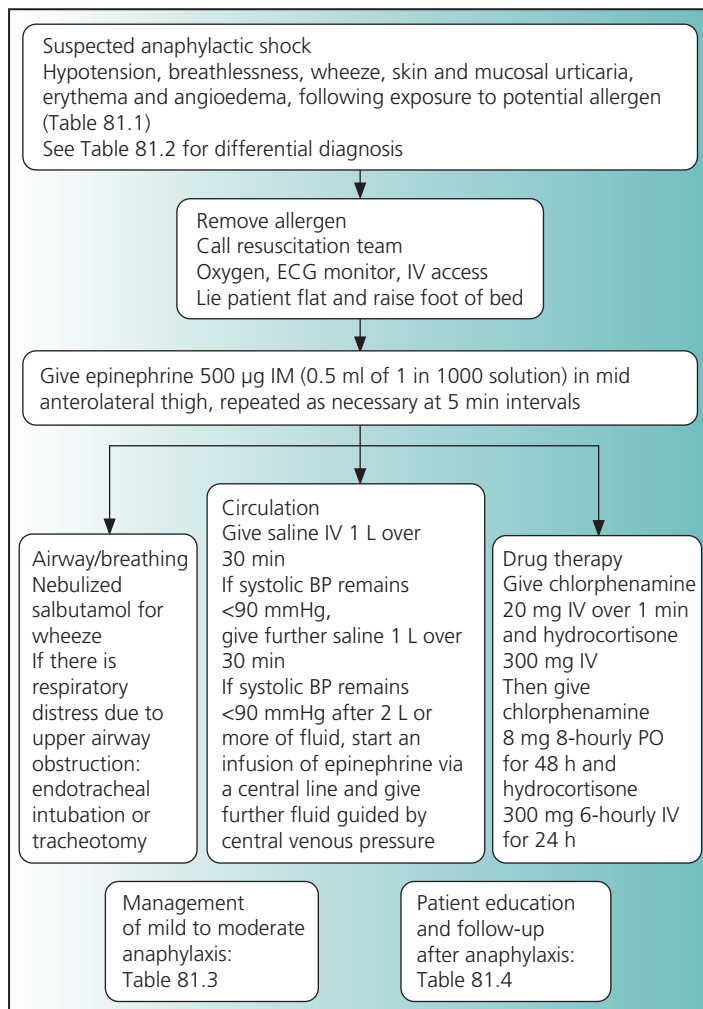 Suspected anaphylactic shock
Hypotension, breathlessness, wheeze, skin and mucosal urticaria,
erythema and angioedema, following exposure to potential allergen
(Table 81.1)
See Table 81.2 for differential diagnosis
Remove allergen
Call resuscitation team
Oxygen, ECG monitor, IV access
Lie patient flat and raise foot of bed
Give epinephrine 500 µg IM (0.5 ml of 1 in 1000 solution) in mid
anterolateral thigh, repeated as necessary at 5 min intervals
Airway/breathing
Nebulized
salbutamol for
wheeze
If there is
respiratory
distress due to
upper airway
obstruction:
endotracheal
intubation or
tracheotomy
Circulation
Give saline IV 1 L over
30 min
If systolic BP remains
<90 mmHg,
give further saline 1 L over
30 min
If systolic BP remains
<90 mmHg after 2 L or
more of fluid, start an
infusion of epinephrine via
a central line and give
further fluid guided by
central venous pressure
Drug therapy
Give chlorphenamine
20 mg IV over 1 min
and hydrocortisone
300 mg IV
Then give
chlorphenamine
8 mg 8-hourly PO
for 48 h and
hydrocortisone
300 mg 6-hourly IV
for 24 h
Management
of mild to moderate
anaphylaxis:
Table 81.3
Patient education
and follow-up
after anaphylaxis:
Table 81.4